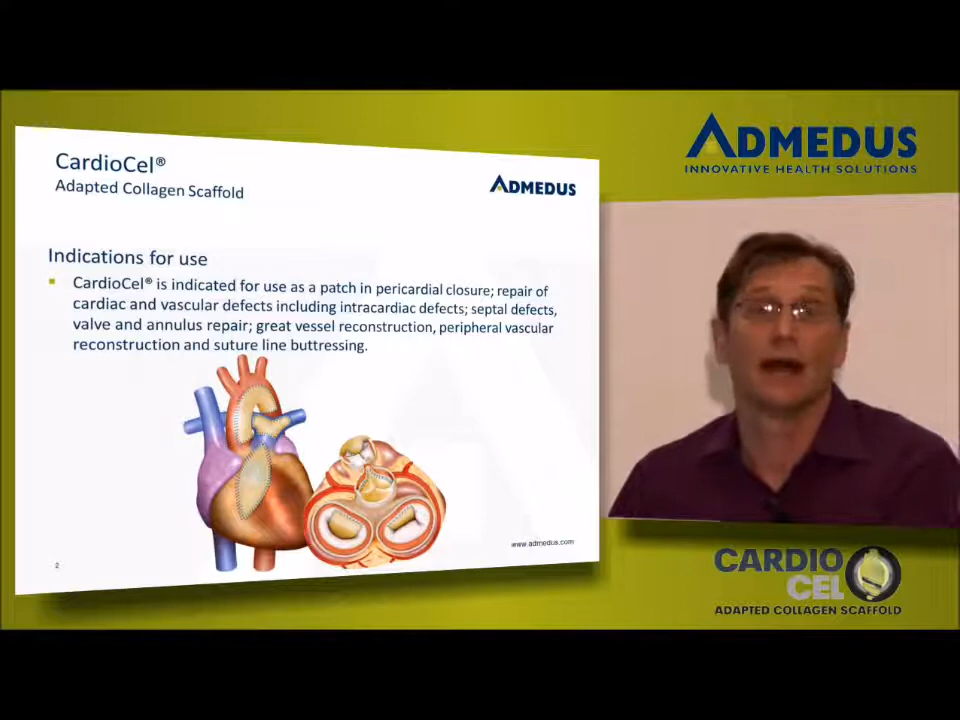 CardioCel®
Adapted Collagen Scaffold
ADMEDUS
Indications for use
CardioCel® is indicated for use as a patch in pericardial closure; repair of
cardiac and vascular defects including intracardiac defects; septal defects,
valve and annulus repair; great vessel reconstruction, peripheral vascular
reconstruction and suture line buttressing.
2
www.admedus.com
ADMEDUS
INNOVATIVE HEALTH SOLUTIONS
CARDIO
CEL
ADAPTED COLLAGEN SCAFFOLD